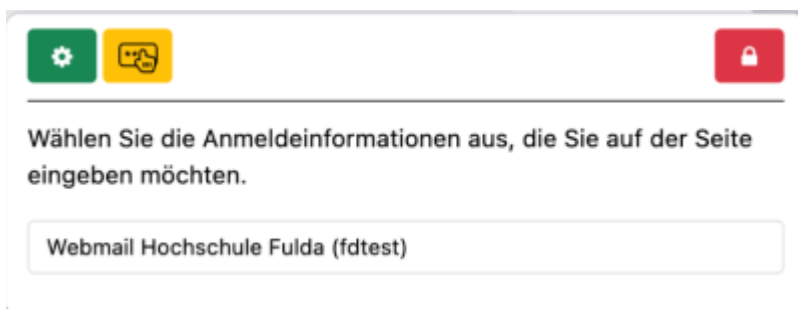 Wählen Sie die Anmeldeinformationen aus, die Sie auf der Seite
eingeben möchten.
Webmail Hochschule Fulda (fdtest)